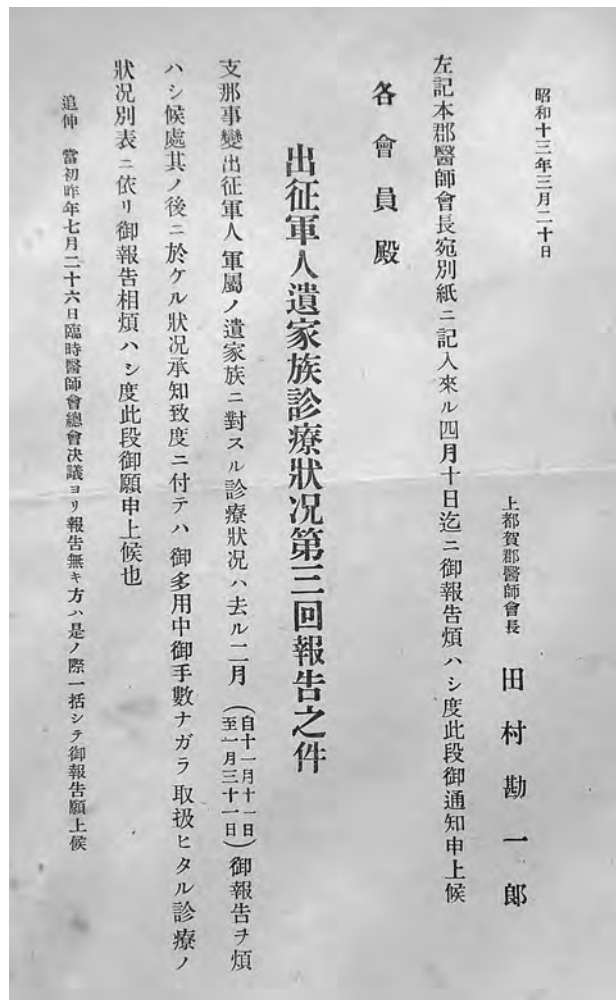 昭和十三年三月二十日
上都賀郡醫師會長 田村勘一郎
左記本郡醫師會長宛別紙ニ記入來ル四月十日迄ニ御報告煩ハシ度此段御通知申上候
各會員殿
出征軍人遺家族診療狀況第三回報告之件
支那事變出征軍人軍屬ノ遺家族ニ對スル診療狀況ハ去ル二月(自十一月十一日至一月三十一日)御報告ヲ煩
ハシ候處其ノ後ニ於ケル狀況承知致度ニ付テハ御多用中御手數ナガラ取扱ヒタル診療ノ
狀況別表ニ依リ御報告相煩ハシ度此段御願申上候也
追伸 當初昨年七月二十六日臨時醫師會總會決議ヨリ報告無キ方ハ是ノ際一括シテ御報告願上候